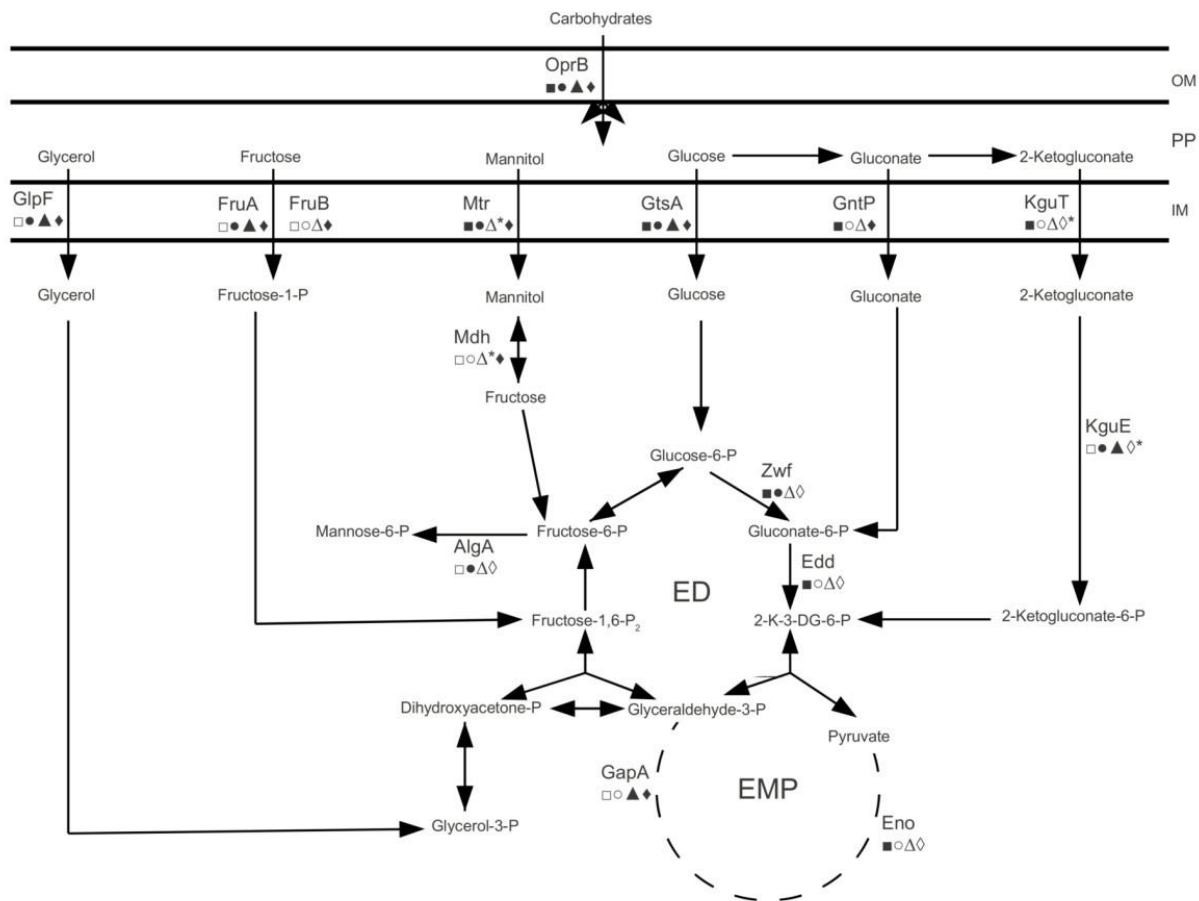 Carbohydrates
OprB
■●▲♦
OM
PP
Glycerol
Fructose
Mannitol
Glucose
Gluconate
2-Ketogluconate
GlpF
□●▲♦
FruA
□●▲♦
FruB
□○Δ♦
Mtr
■●Δ*♦
GtsA
■●▲♦
GntP
■○Δ♦
KguT
■○Δ◊*
IM
Glycerol
Fructose-1-P
Mannitol
Glucose
Gluconate
2-Ketogluconate
Mdh
□○Δ*♦
Fructose
KguE
□●▲◊*
Glucose-6-P
Zwf
■●Δ◊
Mannose-6-P
Fructose-6-P
Gluconate-6-P
AlgA
□●Δ◊
Edd
■○Δ◊
ED
Fructose-1,6-P₂
2-K-3-DG-6-P
2-Ketogluconate-6-P
Dihydroxyacetone-P
Glyceraldehyde-3-P
Pyruvate
GapA
□○▲♦
EMP
Glycerol-3-P
Eno
■○Δ◊